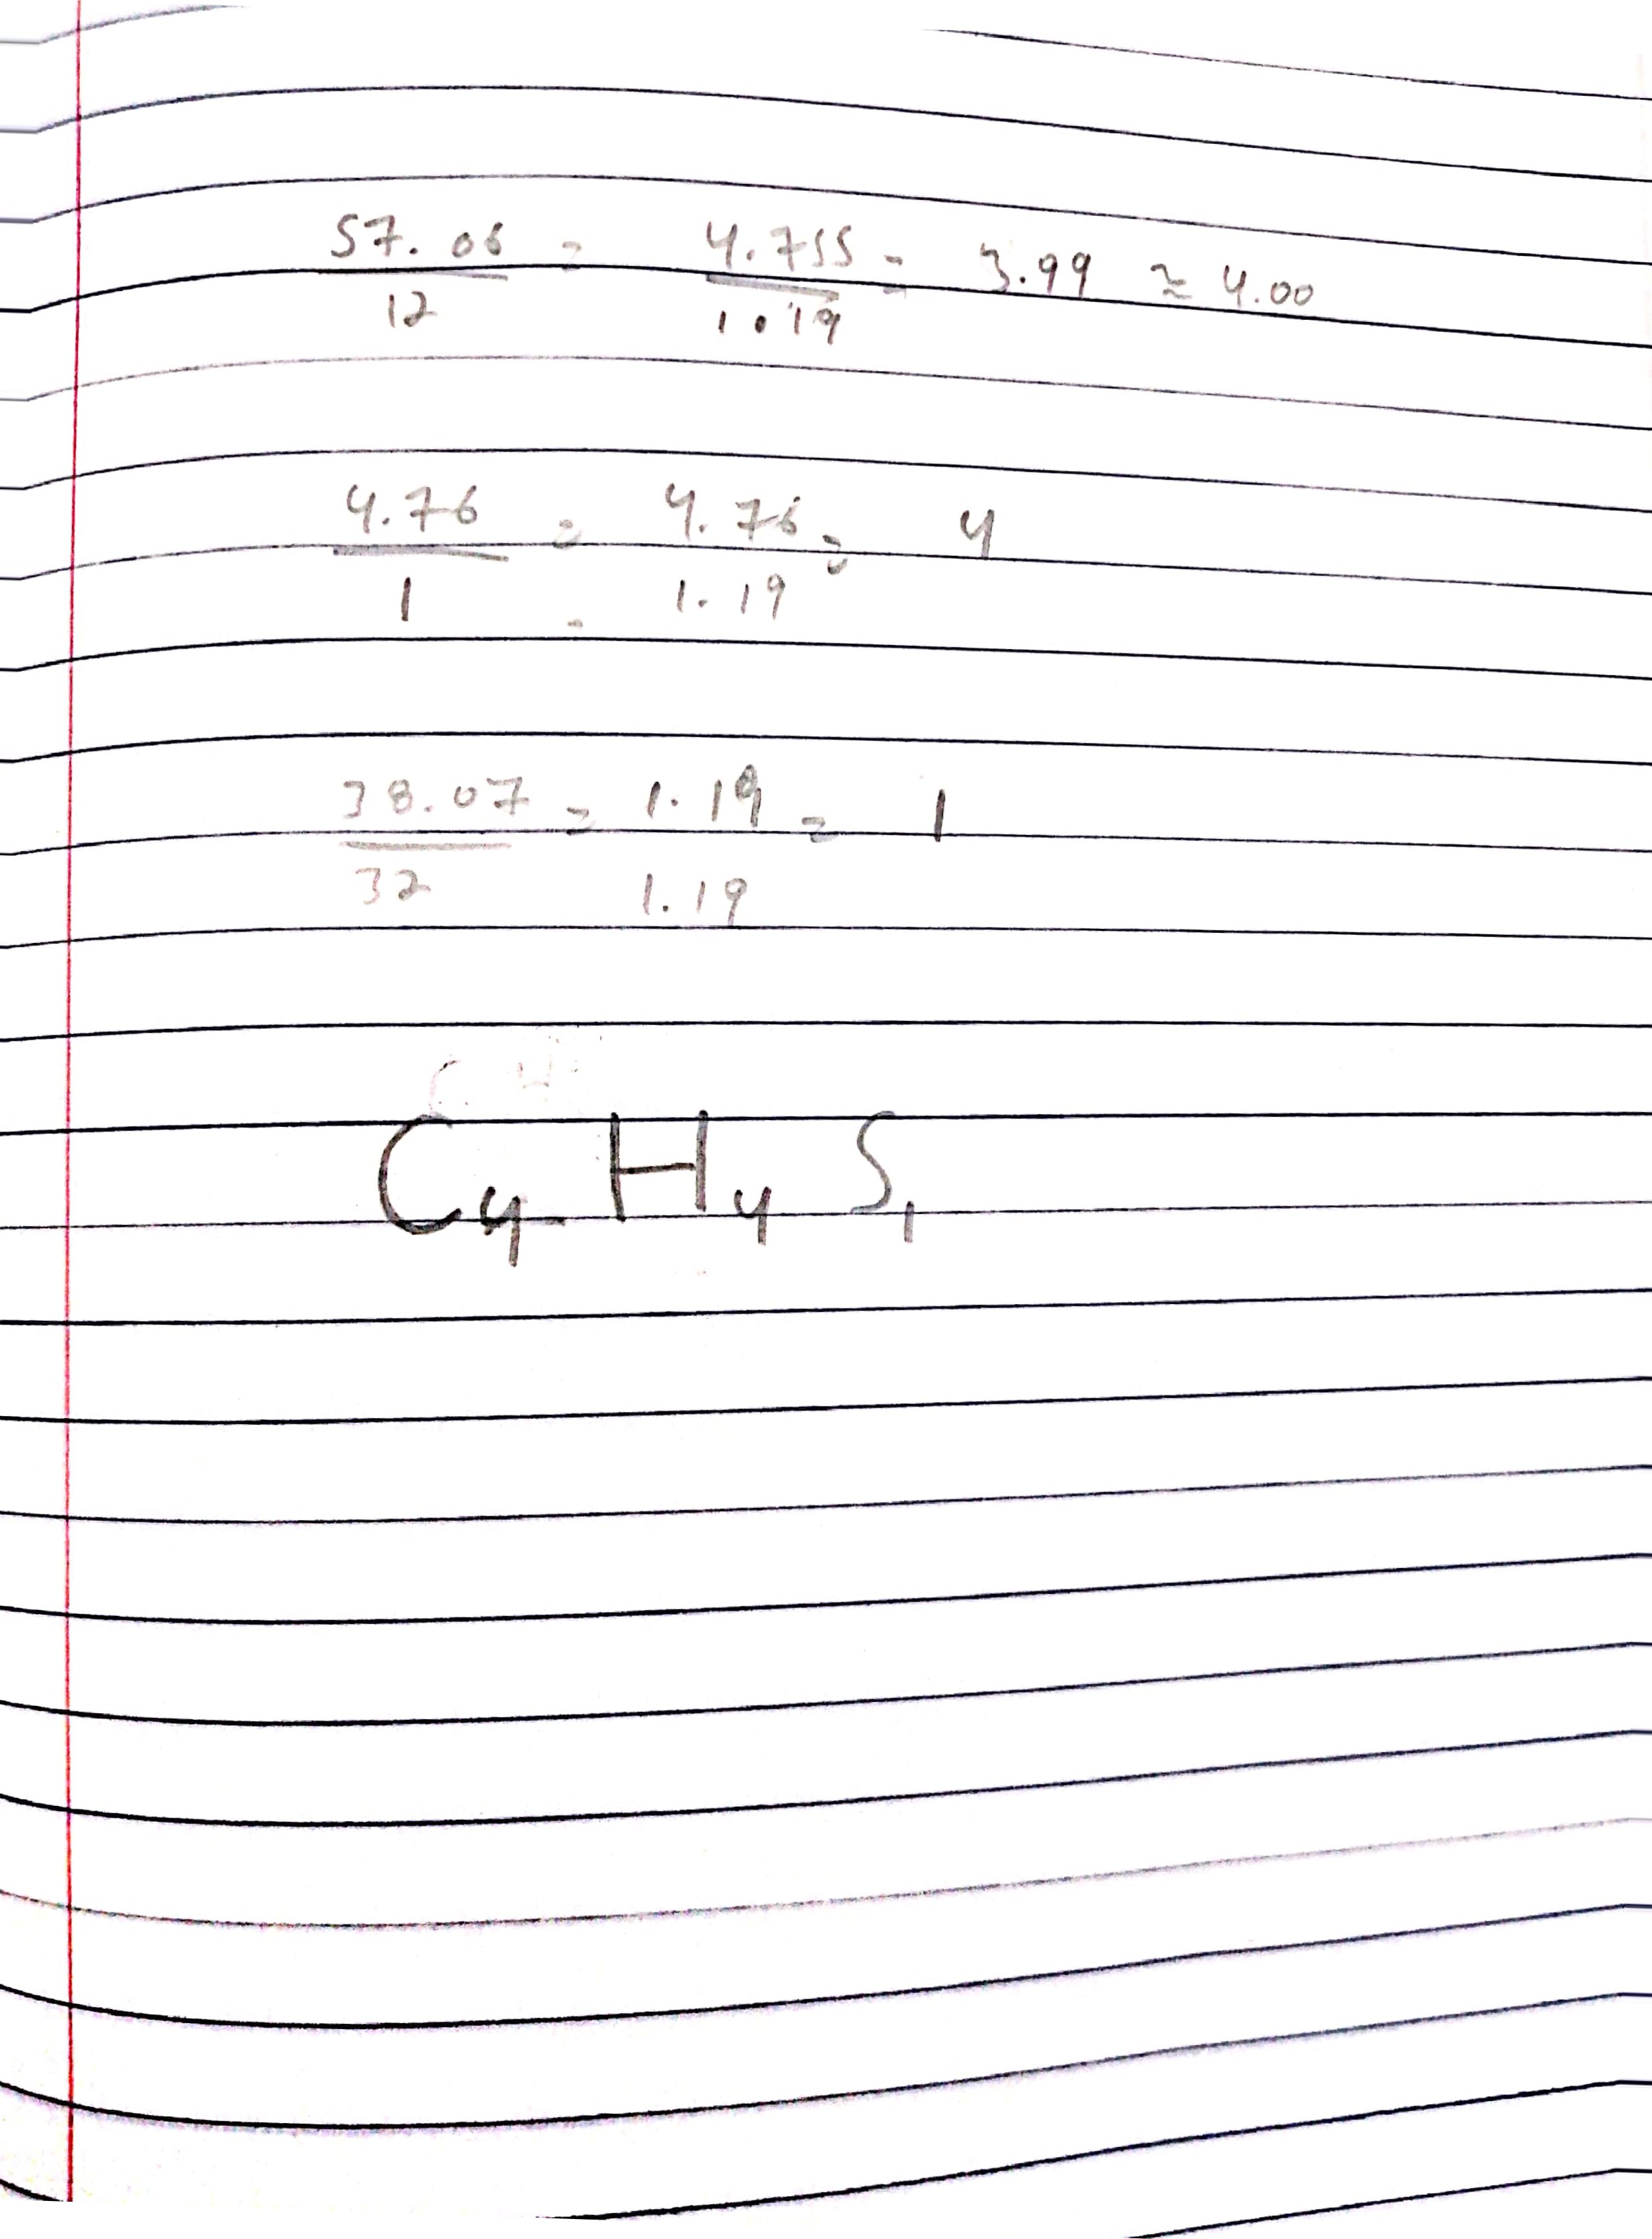 57.06 / 12 = 4.755 / 1.19 = 3.99 ≃ 4.00
4.76 / 1 = 4.76 / 1.19 = 4
38.07 / 32 = 1.19 / 1.19 = 1
C₄ H₄ S₁